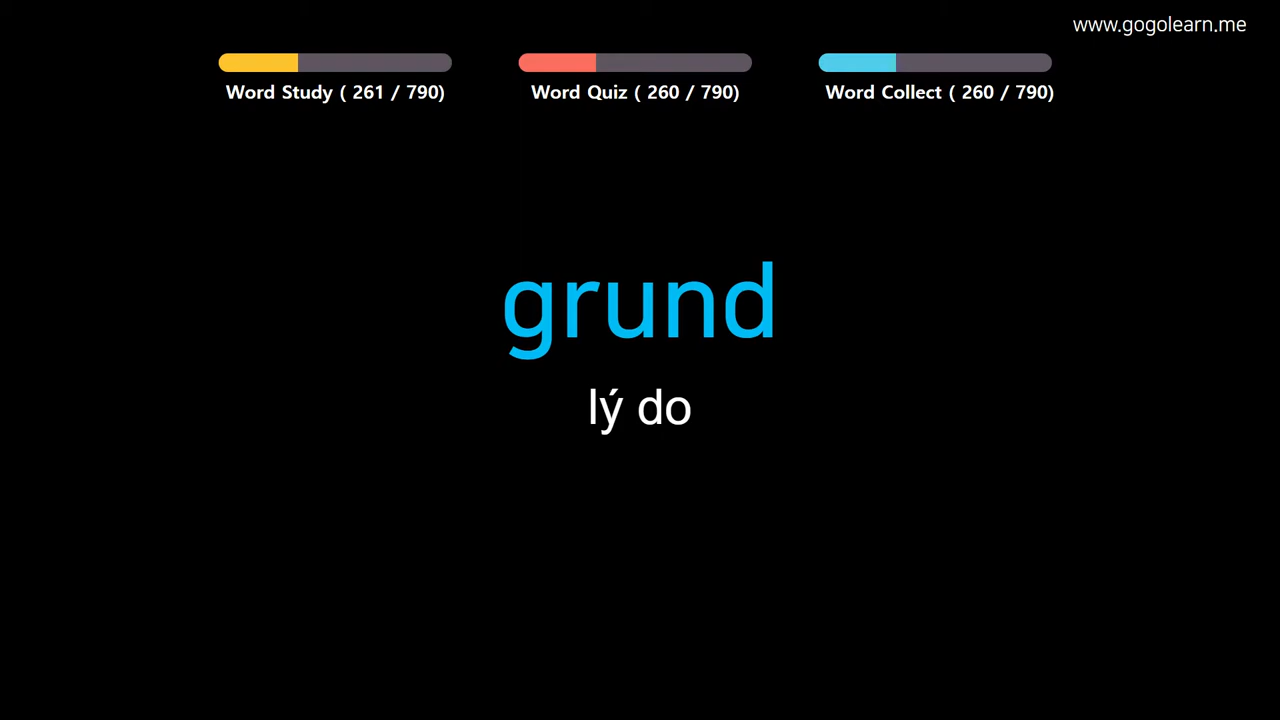 www.gogolearn.me
Word Study ( 261 / 790)
Word Quiz ( 260 / 790)
Word Collect ( 260 / 790)
grund
lý do